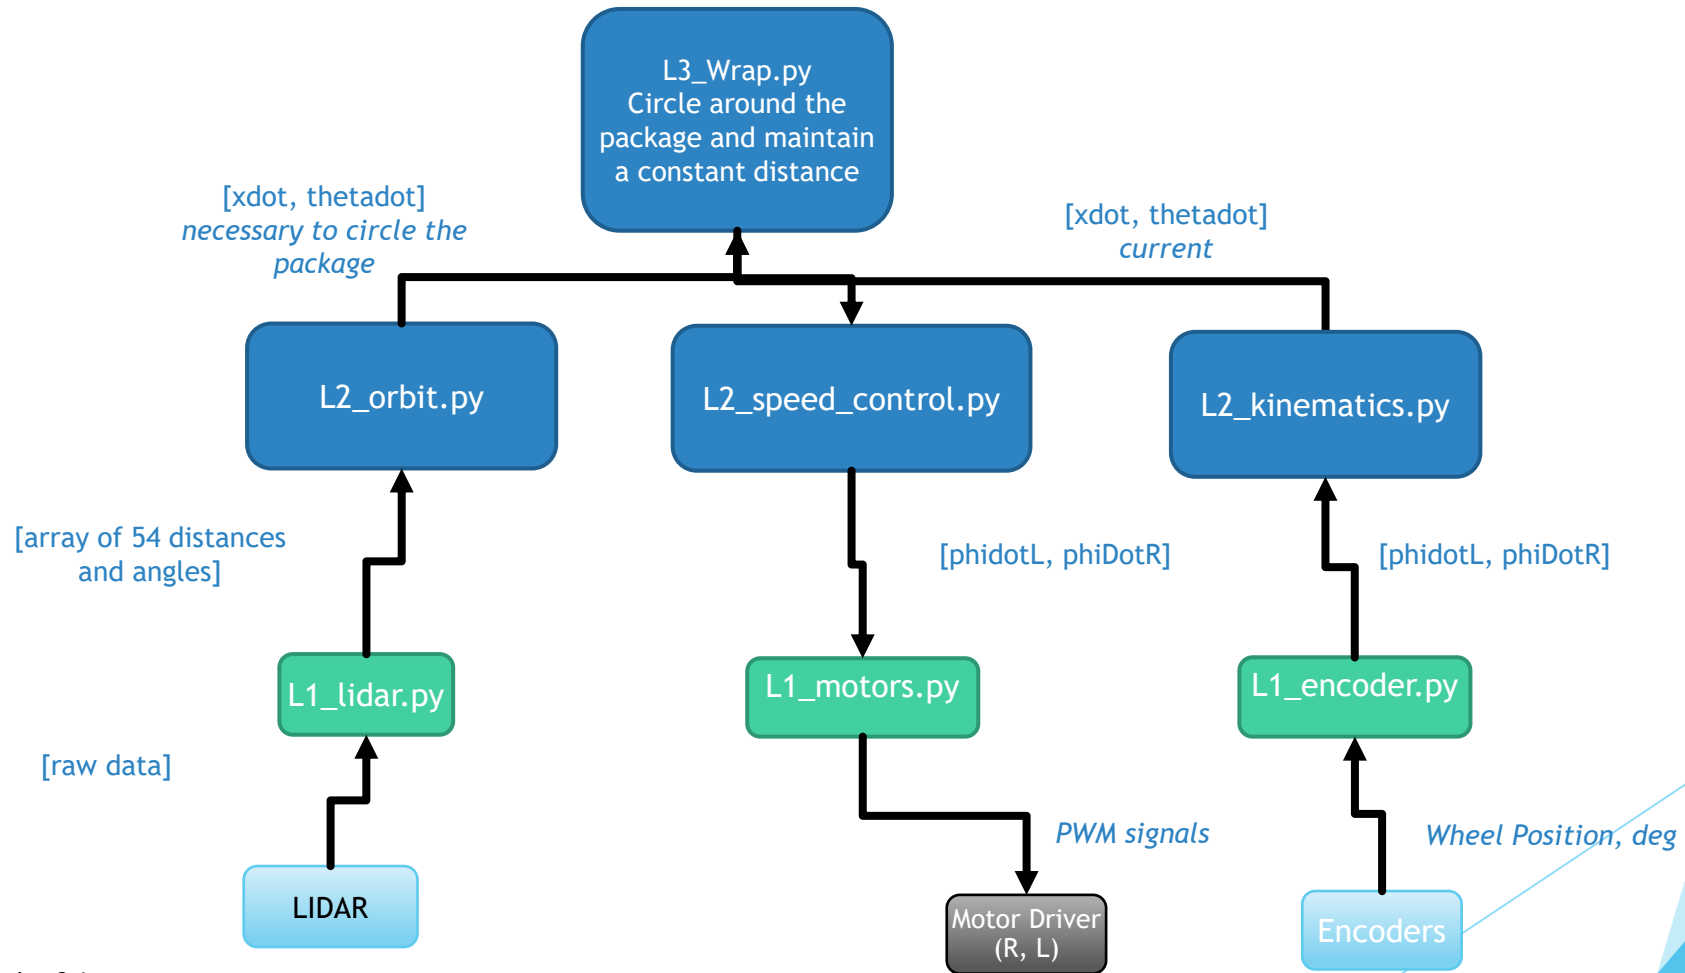 L3_Wrap.py
Circle around the
package and maintain
a constant distance
[xdot, thetadot]
necessary to circle the
package
[xdot, thetadot]
current
L2_orbit.py
L2_speed_control.py
L2_kinematics.py
[array of 54 distances
and angles]
[phidotL, phiDotR]
[phidotL, phiDotR]
L1_lidar.py
L1_motors.py
L1_encoder.py
[raw data]
PWM signals
Wheel Position, deg
LIDAR
Motor Driver
(R, L)
Encoders